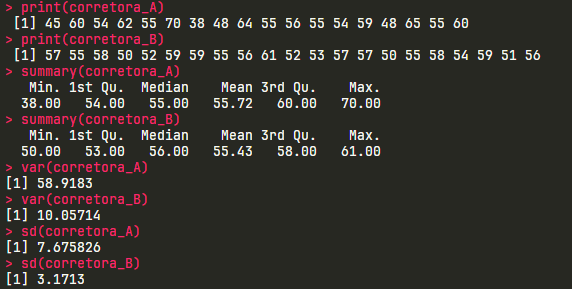 > print(corretora_A)
[1] 45 60 54 62 55 70 38 48 64 55 56 55 54 59 48 65 55 60
> print(corretora_B)
[1] 57 55 58 50 52 59 59 55 56 61 52 53 57 57 50 55 58 54 59 51 56
> summary(corretora_A)
Min. 1st Qu. Median Mean 3rd Qu. Max.
38.00 54.00 55.00 55.72 60.00 70.00
> summary(corretora_B)
Min. 1st Qu. Median Mean 3rd Qu. Max.
50.00 53.00 56.00 55.43 58.00 61.00
> var(corretora_A)
[1] 58.9183
> var(corretora_B)
[1] 10.05714
> sd(corretora_A)
[1] 7.675826
> sd(corretora_B)
[1] 3.1713